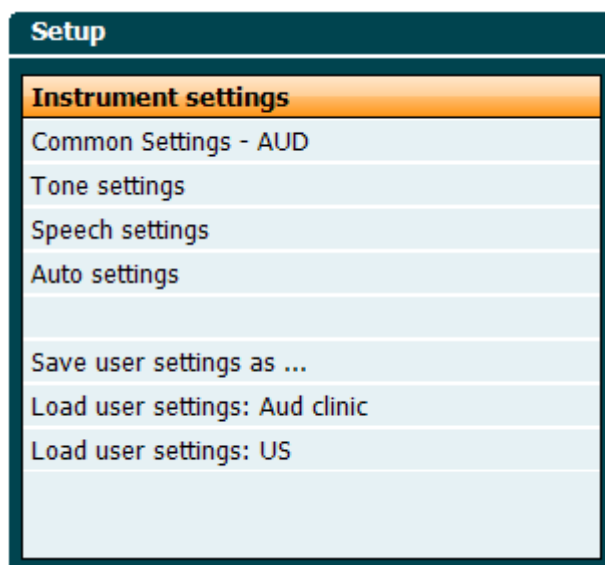 Setup
Instrument settings
Common Settings - AUD
Tone settings
Speech settings
Auto settings
Save user settings as ...
Load user settings: Aud clinic
Load user settings: US